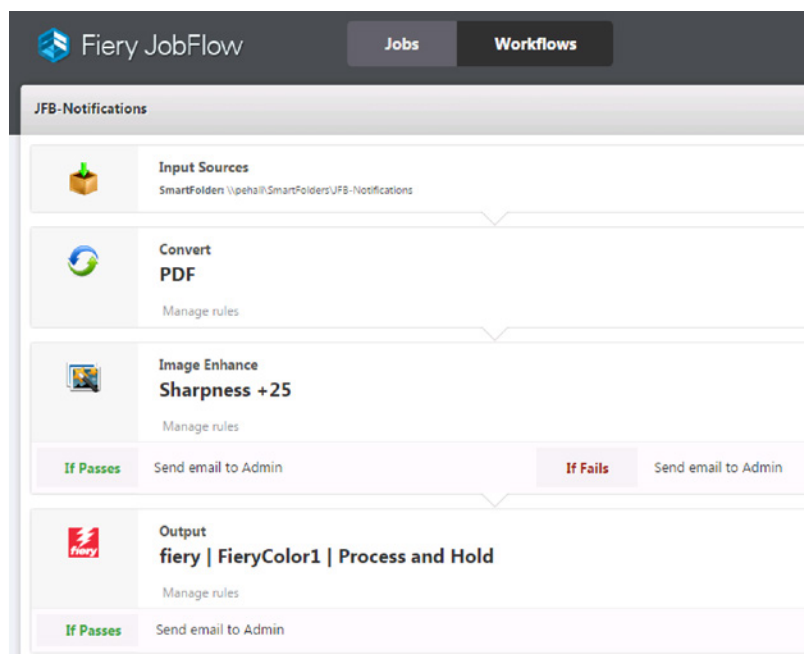 Fiery JobFlow
Jobs
Workflows
JFB-Notifications
Input Sources
SmartFolder: \\pehall\SmartFolders\JFB-Notifications
Convert
PDF
Manage rules
Image Enhance
Sharpness +25
Manage rules
If Passes
Send email to Admin
If Fails
Send email to Admin
Output
fiery
fiery | FieryColor1 | Process and Hold
Manage rules
If Passes
Send email to Admin